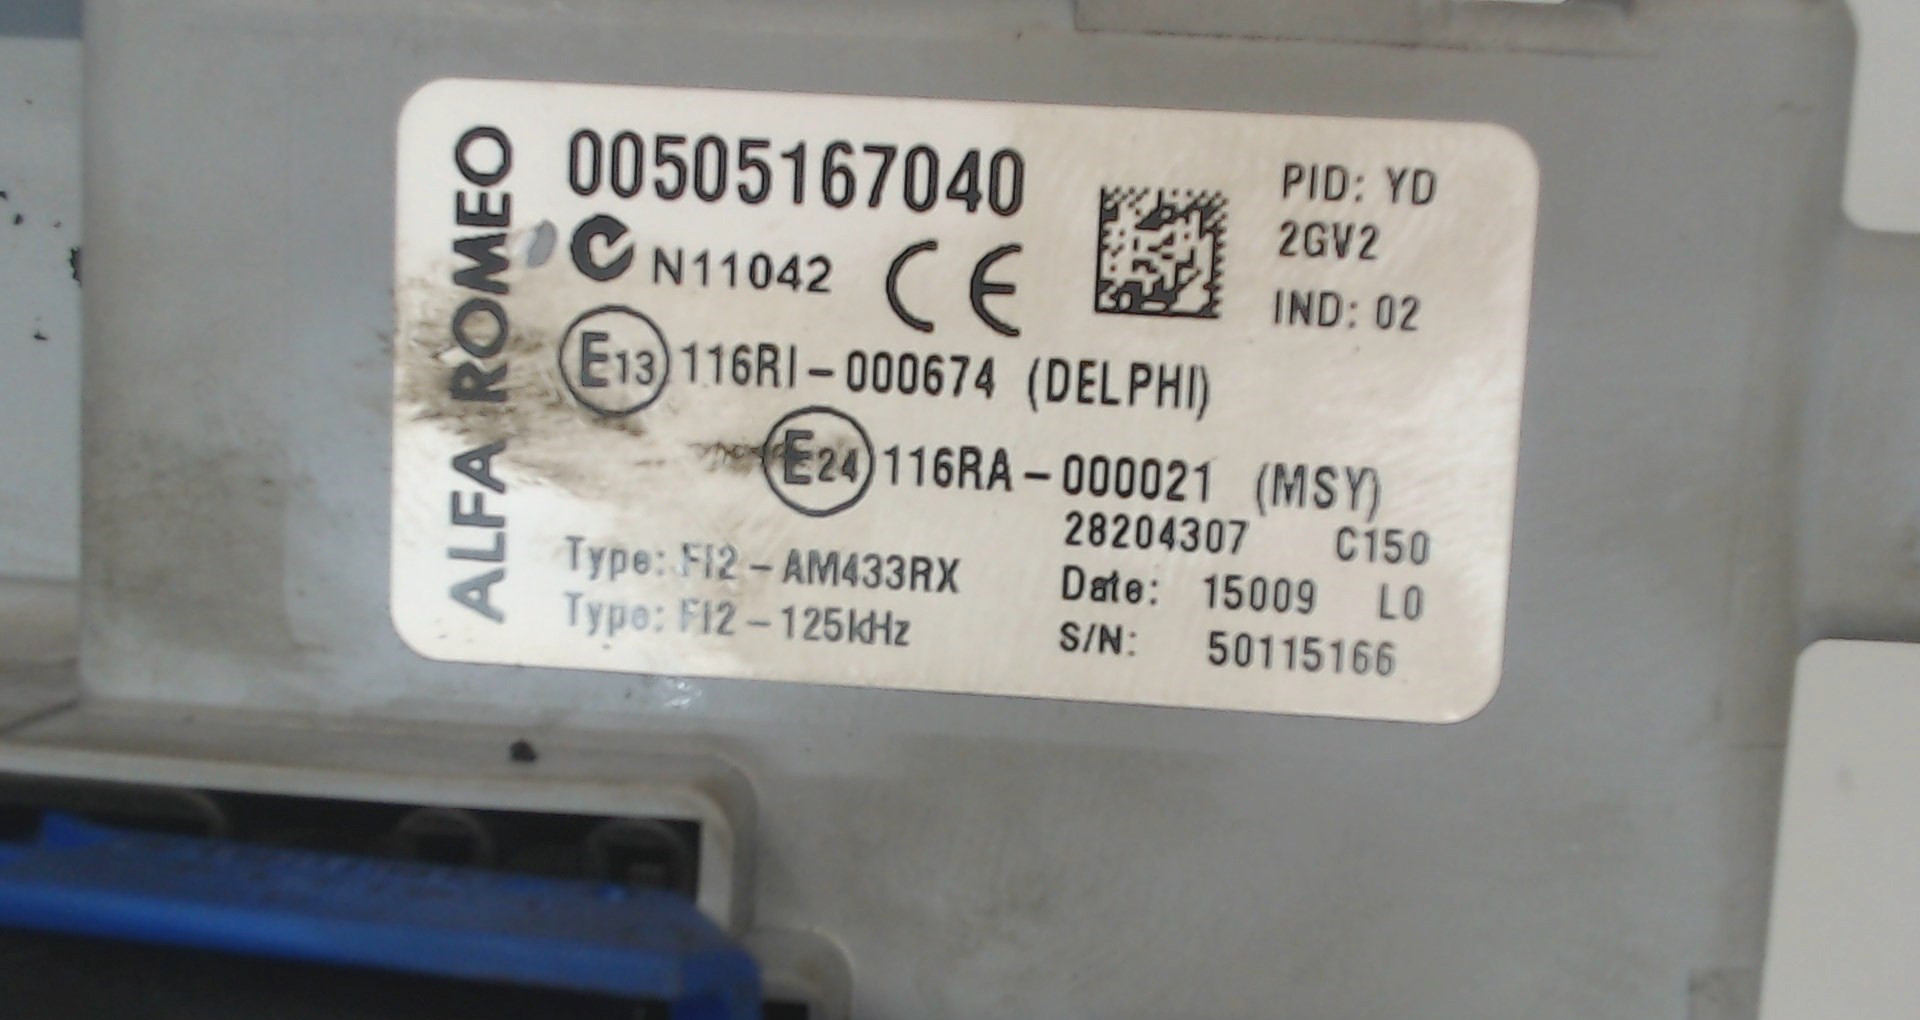 ALFA ROMEO
00505167040
N11042 CE
PID: YD
2GV2
IND: 02
E13 116RI-000674 (DELPHI)
E24 116RA-000021 (MSY)
28204307 C150
Type: FI2-AM433RX
Date: 15009 L0
Type: FI2-125kHz
S/N: 50115166